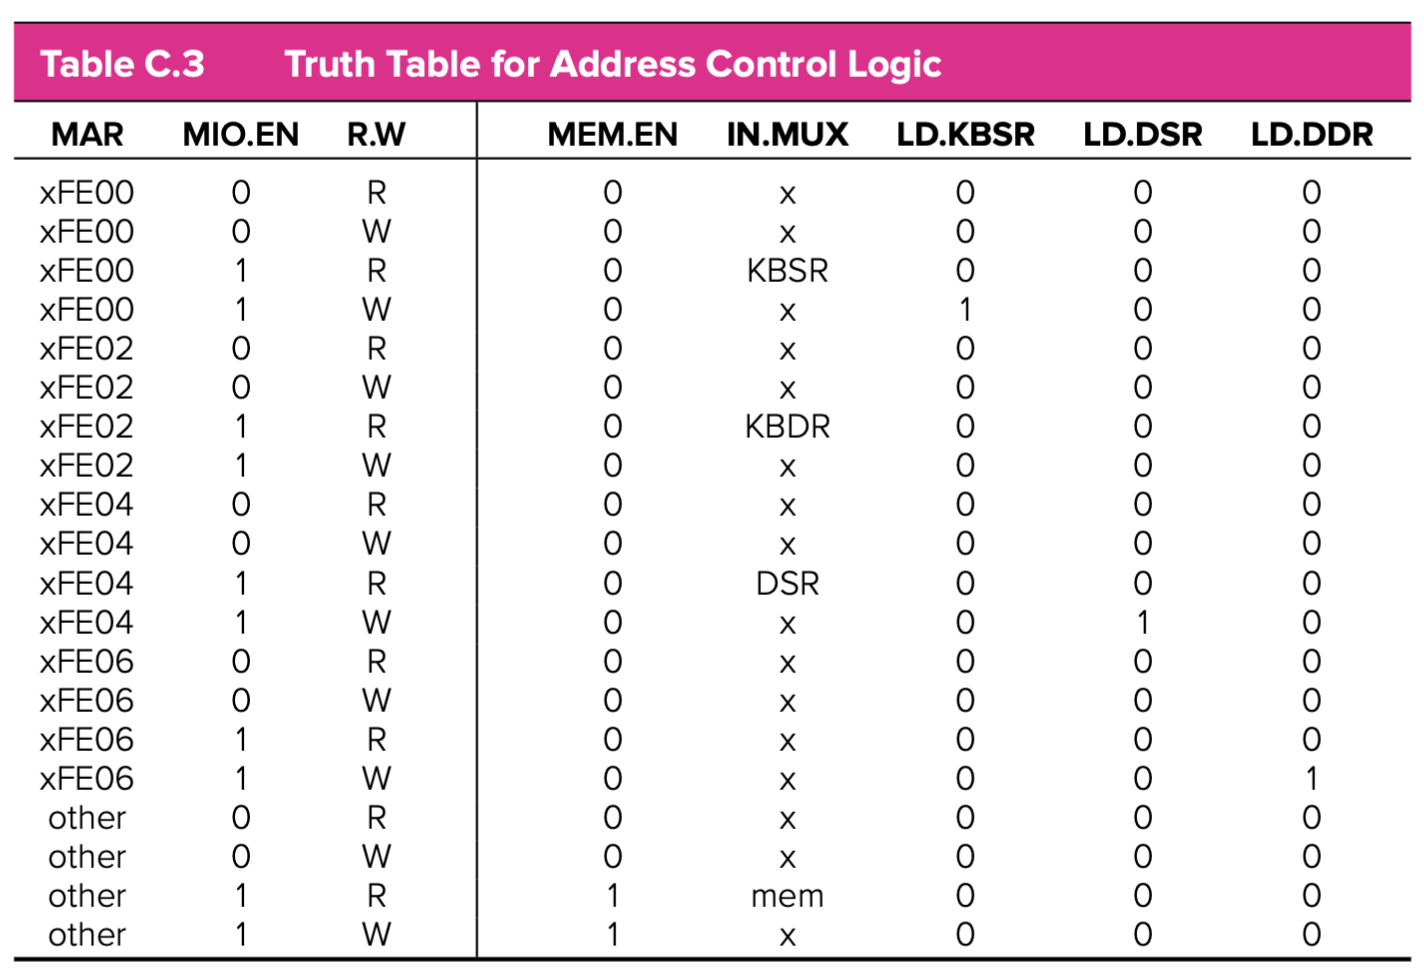 Table C.3 Truth Table for Address Control Logic
MAR MIO.EN R.W MEM.EN IN.MUX LD.KBSR LD.DSR LD.DDR
xFE00 0 R 0 x 0 0 0
xFE00 0 W 0 x 0 0 0
xFE00 1 R 0 KBSR 0 0 0
xFE00 1 W 0 x 1 0 0
xFE02 0 R 0 x 0 0 0
xFE02 0 W 0 x 0 0 0
xFE02 1 R 0 KBDR 0 0 0
xFE02 1 W 0 x 0 0 0
xFE04 0 R 0 x 0 0 0
xFE04 0 W 0 x 0 0 0
xFE04 1 R 0 DSR 0 0 0
xFE04 1 W 0 x 0 1 0
xFE06 0 R 0 x 0 0 0
xFE06 0 W 0 x 0 0 0
xFE06 1 R 0 x 0 0 0
xFE06 1 W 0 x 0 0 1
other 0 R 0 x 0 0 0
other 0 W 0 x 0 0 0
other 1 R 1 mem 0 0 0
other 1 W 1 x 0 0 0